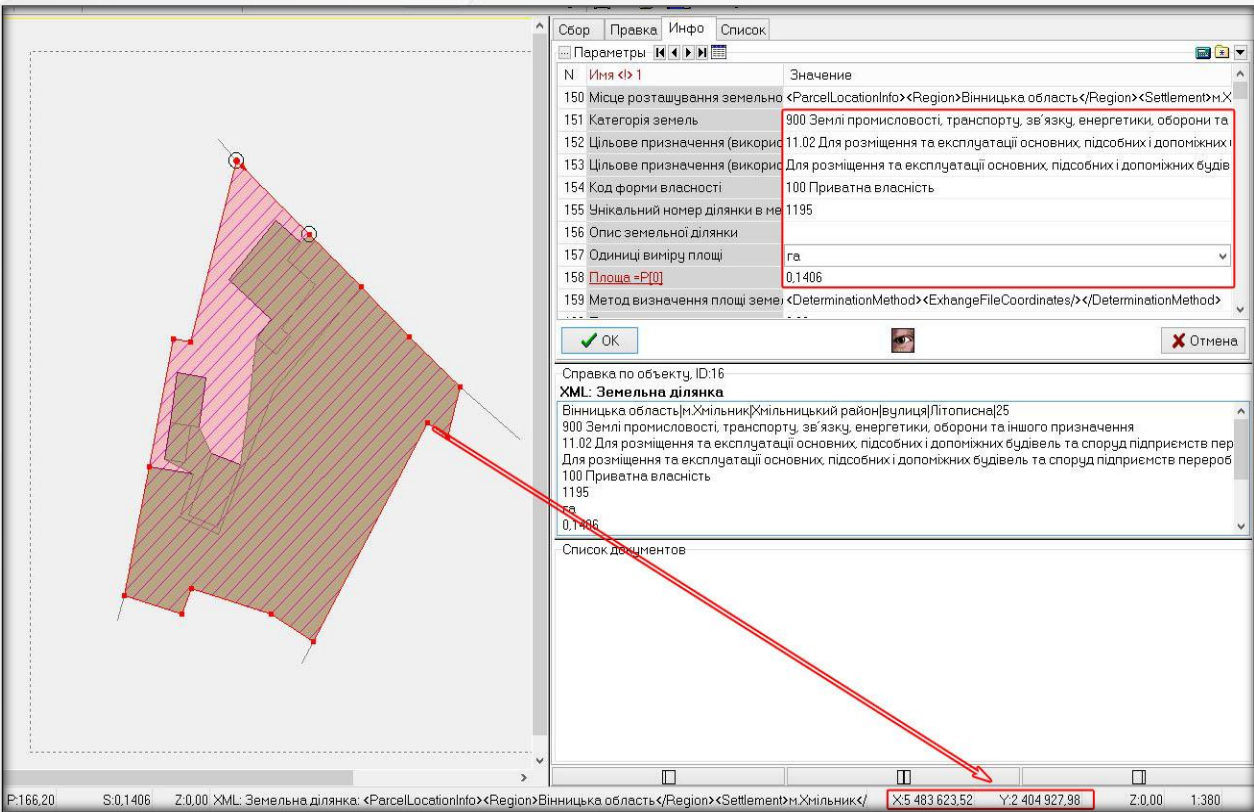 Сбор Правка Инфо Список
Параметры
N Имя <I> 1 Значение
150 Місце розташування земельно <ParcelLocationInfo><Region>Вінницька область</Region><Settlement>м.Х
151 Категорія земель 900 Землі промисловості, транспорту, зв'язку, енергетики, оборони та
152 Цільове призначення (викорис 11.02 Для розміщення та експлуатації основних, підсобних і допоміжних
153 Цільове призначення (викорис Для розміщення та експлуатації основних, підсобних і допоміжних будів
154 Код форми власності 100 Приватна власність
155 Унікальний номер ділянки в ме 1195
156 Опис земельної ділянки
157 Одиниці виміру площі га
158 Площа =P[0] 0,1406
159 Метод визначення площі земел <DeterminationMethod><ExhangeFileCoordinates/></DeterminationMethod>
OK Отмена
Справка по объекту, ID:16
XML: Земельна ділянка
Вінницька область|м.Хмільник|Хмільницький район|вулиця|Літописна|25
900 Землі промисловості, транспорту, зв'язку, енергетики, оборони та іншого призначення
11.02 Для розміщення та експлуатації основних, підсобних і допоміжних будівель та споруд підприємств пер
Для розміщення та експлуатації основних, підсобних і допоміжних будівель та споруд підприємств перероб
100 Приватна власність
1195
га
0,1406
Список документов
P:166,20 S:0,1406 Z:0,00 XML: Земельна ділянка: <ParcelLocationInfo><Region>Вінницька область</Region><Settlement>м.Хмільник</ X:5 483 623,52 Y:2 404 927,98 Z:0,00 1:380